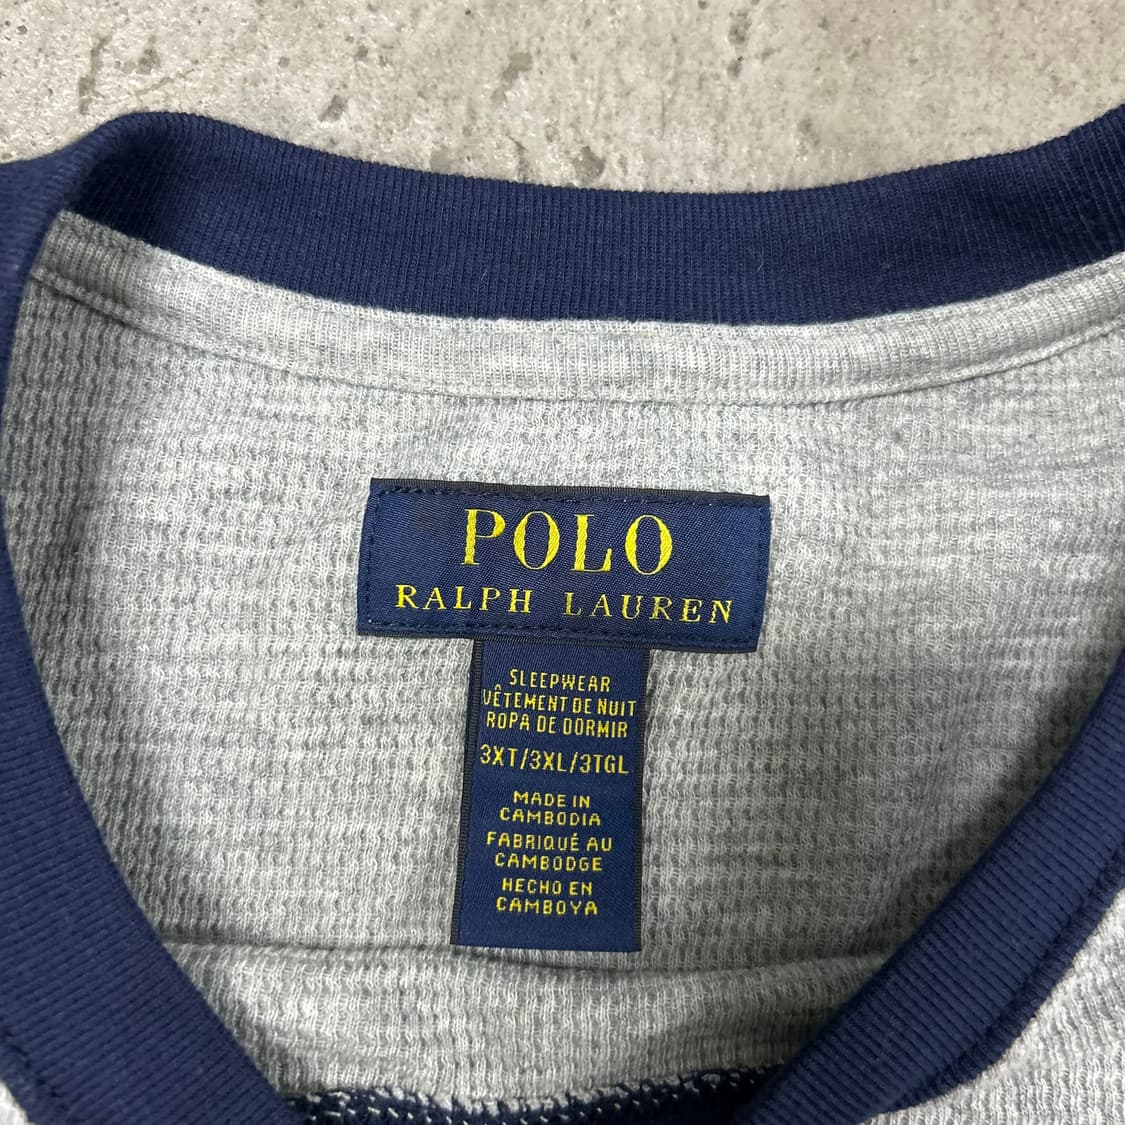 POLO
RALPH LAUREN
SLEEPWEAR
VÊTEMENT DE NUIT
ROPA DE DORMIR
3XT/3XL/3TGL
MADE IN
CAMBODIA
FABRIQUÉ AU
CAMBODGE
HECHO EN
CAMBOYA